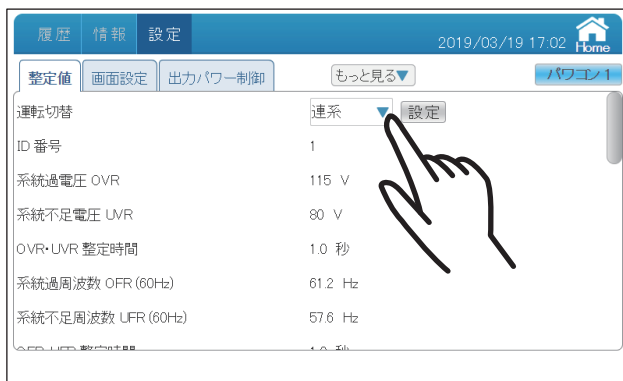 履歴 情報 設定 2019/03/19 17:02 Home
整定値 画面設定 出力パワー制御 もっと見る▼ パワコン1
運転切替 連系 ▼ 設定
ID 番号 1
系統過電圧 OVR 115 V
系統不足電圧 UVR 80 V
OVR・UVR 整定時間 1.0 秒
系統過周波数 OFR (60Hz) 61.2 Hz
系統不足周波数 UFR (60Hz) 57.6 Hz